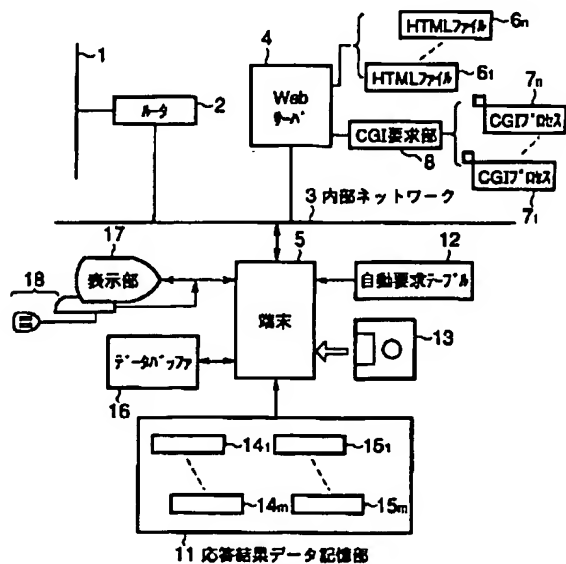 1
ルータ
2
4
Web
サーバ
HTMLファイル
6n
HTMLファイル
61
CGI要求部
8
7n
CGIプロセス
CGIプロセス
71
3 内部ネットワーク
17
表示部
18
5
端末
12
自動要求テーブル
13
データバッファ
16
141
151
14m
15m
11 応答結果データ記憶部